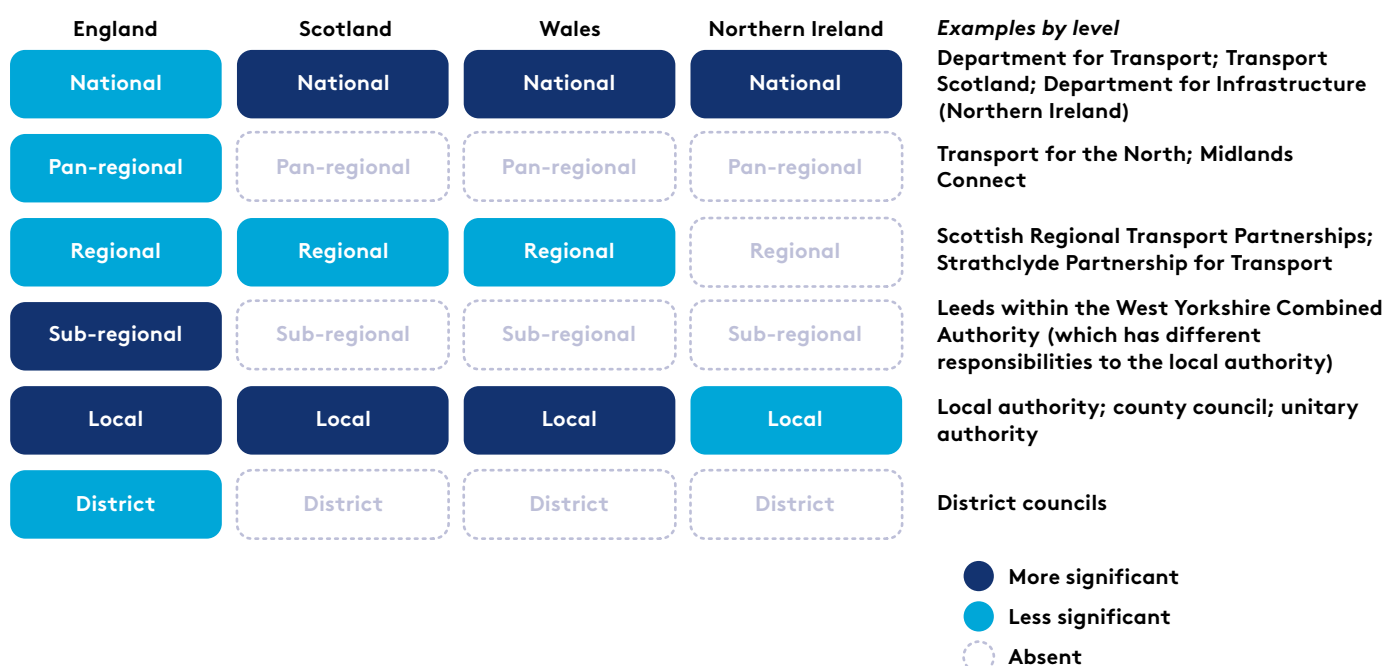 England Scotland Wales Northern Ireland Examples by level
National National National National Department for Transport; Transport
Scotland; Department for Infrastructure
(Northern Ireland)
Pan-regional Pan-regional Pan-regional Pan-regional Transport for the North; Midlands
Connect
Regional Regional Regional Regional Scottish Regional Transport Partnerships;
Strathclyde Partnership for Transport
Sub-regional Sub-regional Sub-regional Sub-regional Leeds within the West Yorkshire Combined
Authority (which has different
responsibilities to the local authority)
Local Local Local Local Local authority; county council; unitary
authority
District District District District District councils
More significant
Less significant
Absent